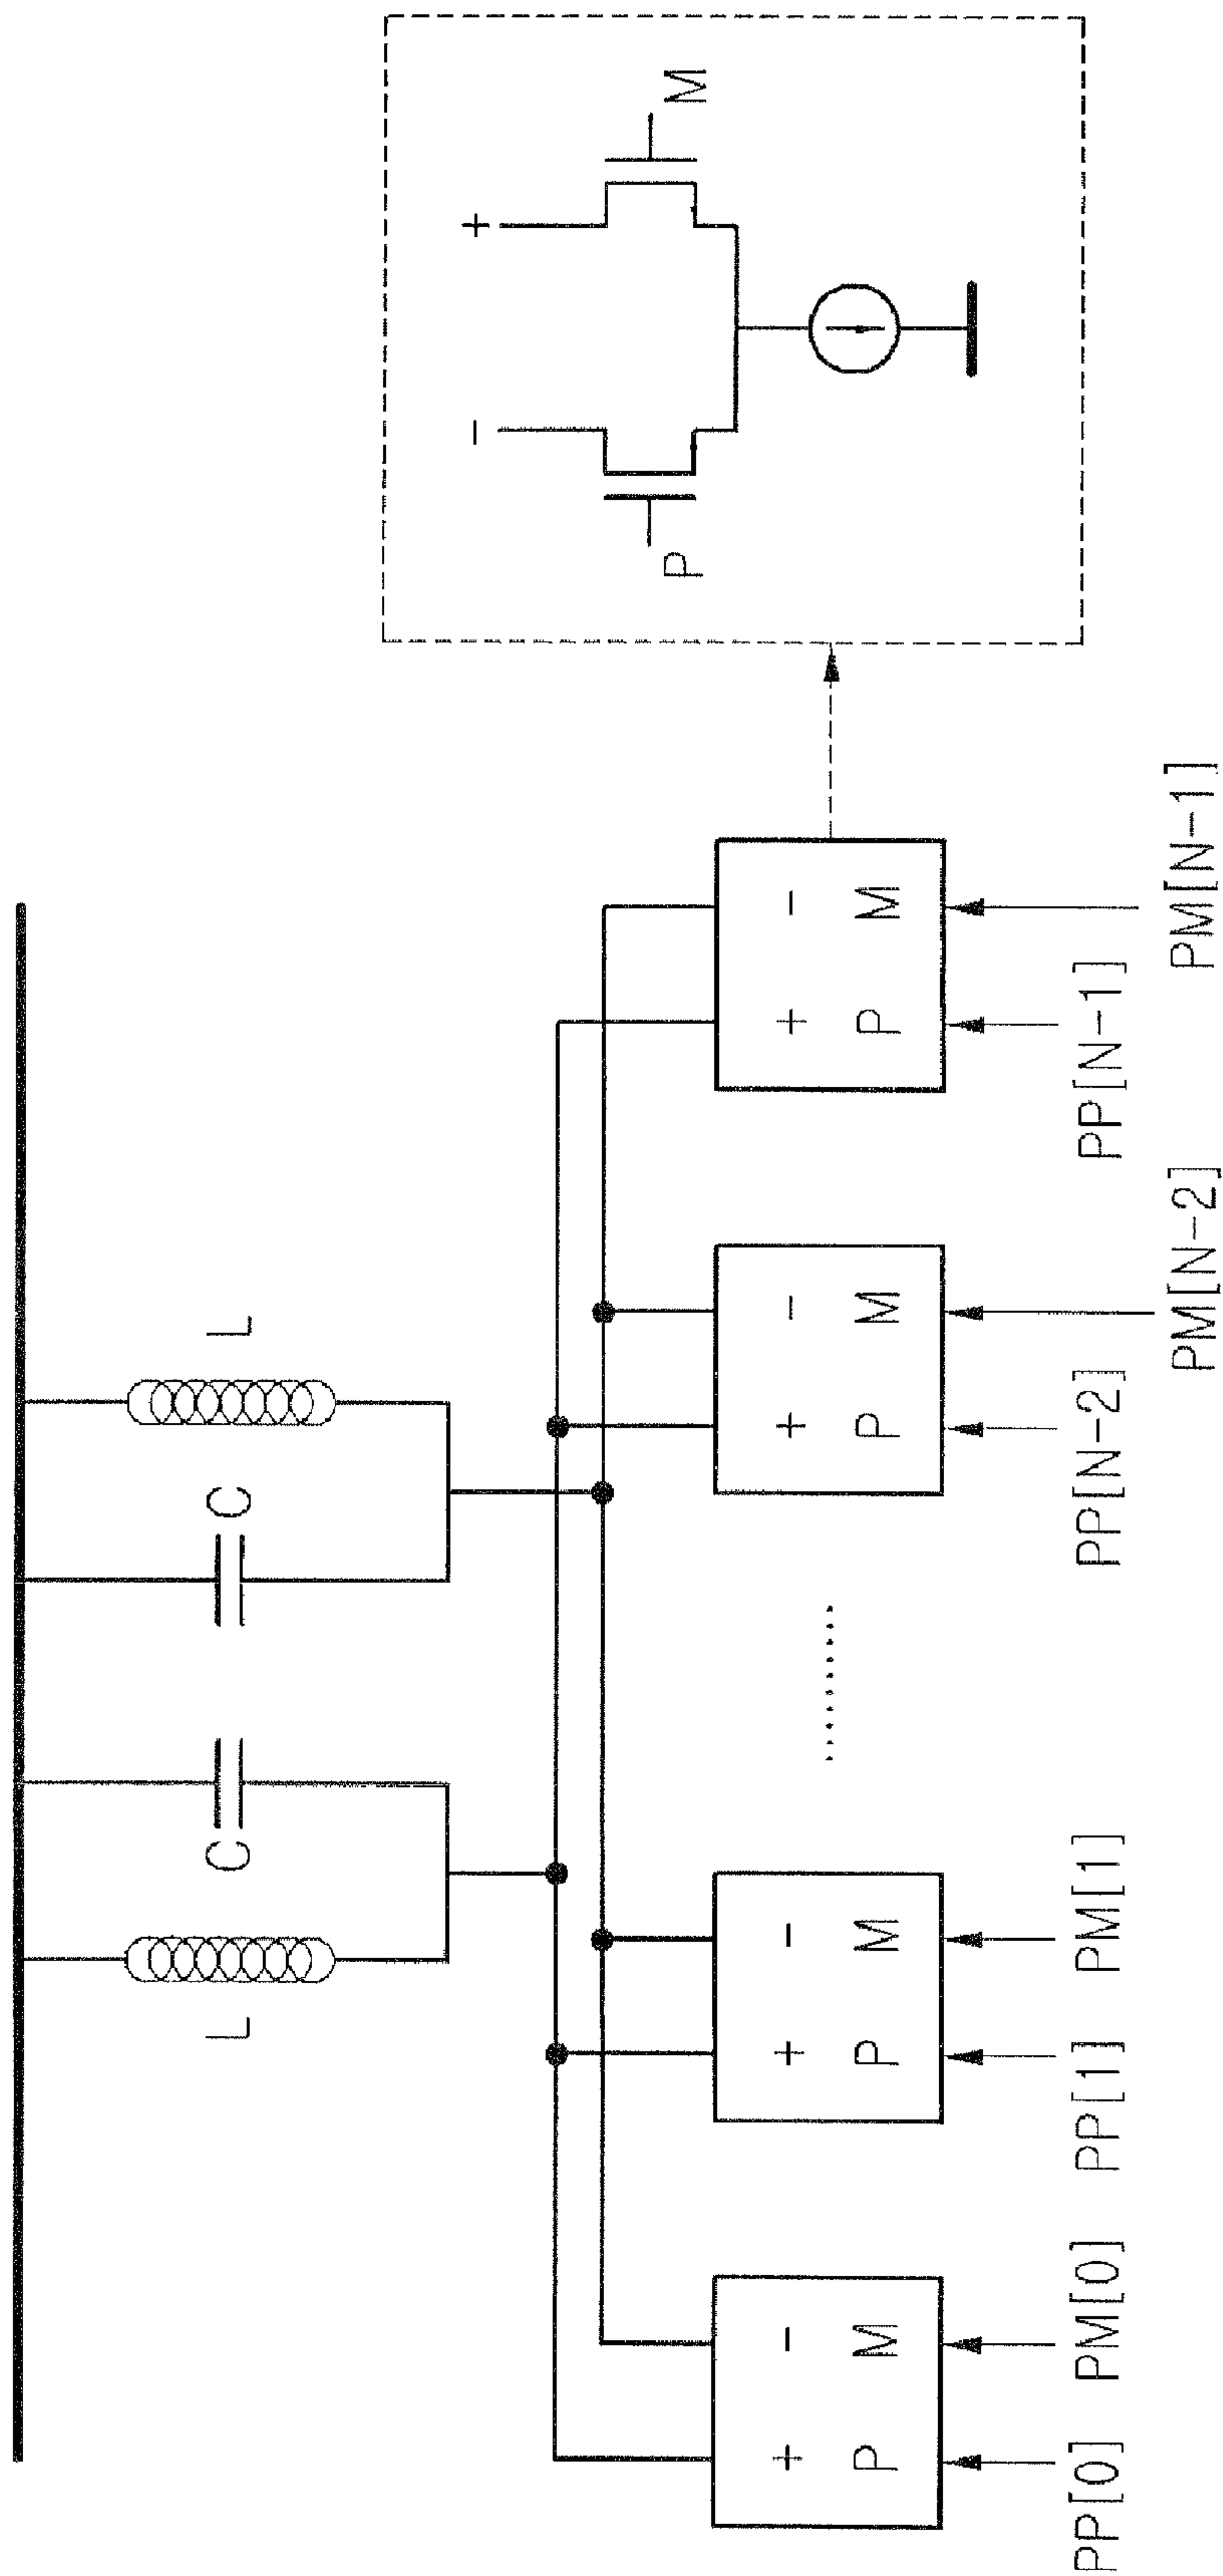 L C C L
− +
P M
+ − + − + − + −
P M P M P M P M
PP[0] PM[0] PP[1] PM[1] PP[N-2] PP[N-1]
PM[N-2] PM[N-1]